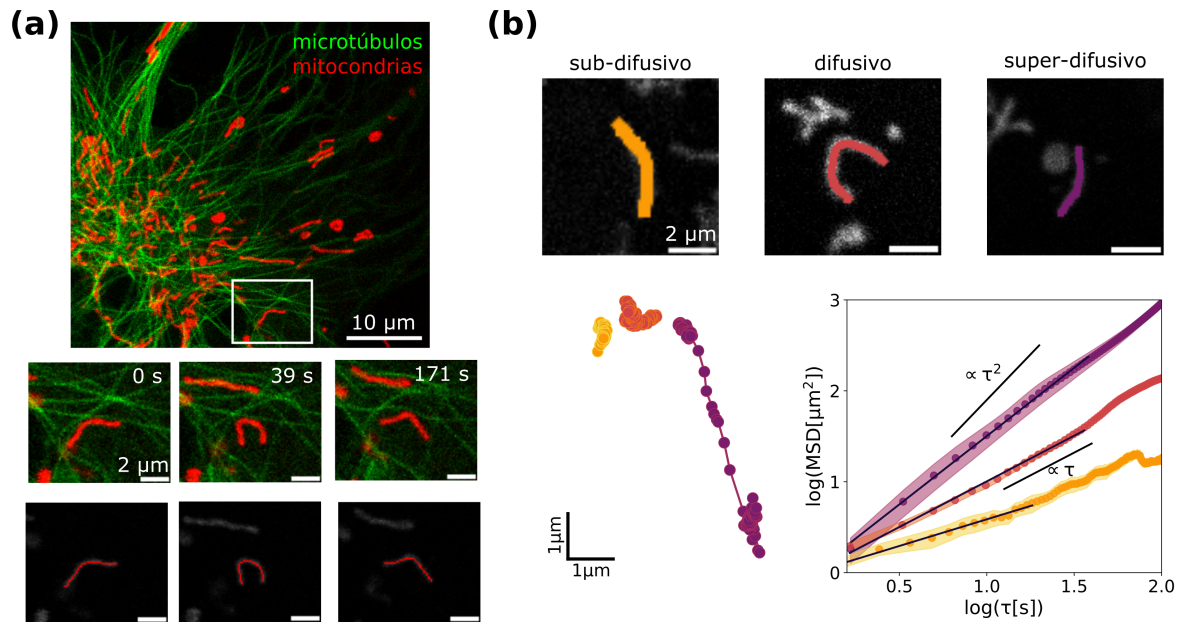 (a)
microtúbulos
mitocondrias
10 μm
0 s
39 s
171 s
2 μm
(b)
sub-difusivo
difusivo
super-difusivo
2 μm
1μm
1μm
log(MSD[μm²])
3
2
1
0
∝ τ²
∝ τ
0.5
1.0
1.5
2.0
log(τ[s])